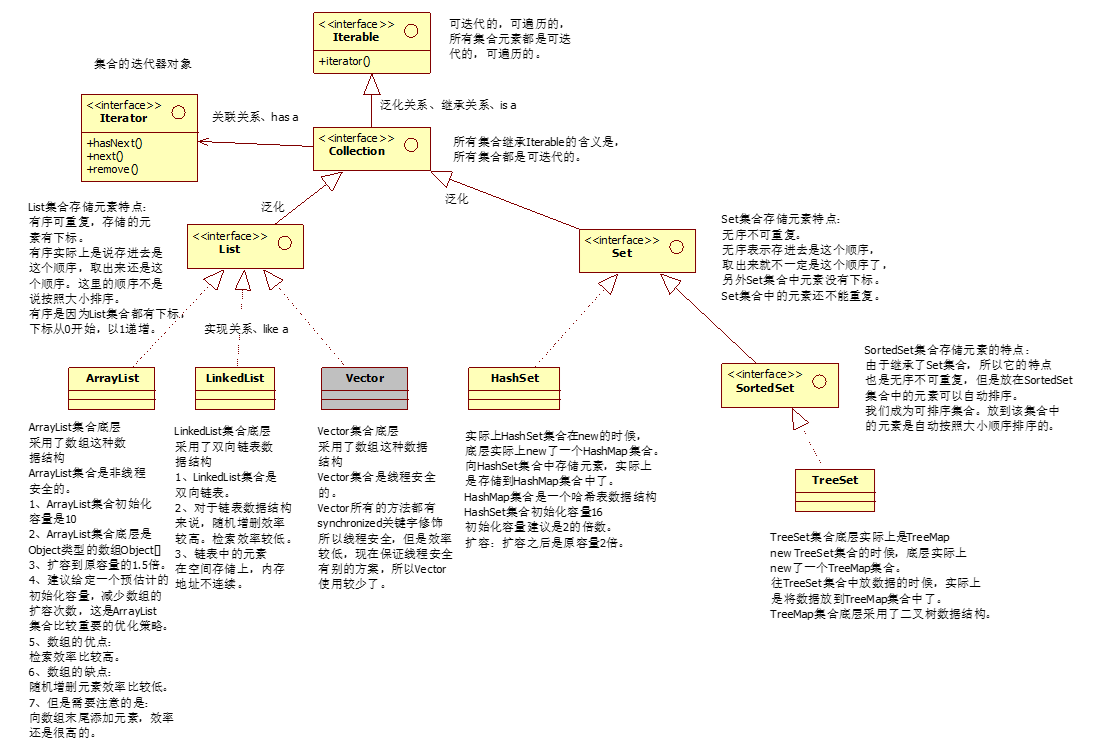 <<interface>>
Iterable
+iterator()
可迭代的，可遍历的，
所有集合元素都是可迭
代的，可遍历的。
集合的迭代器对象
<<interface>>
Iterator
+hasNext()
+next()
+remove()
关联关系、has a
泛化关系、继承关系、is a
<<interface>>
Collection
所有集合继承Iterable的含义是，
所有集合都是可迭代的。
泛化
泛化
List集合存储元素特点:
有序可重复，存储的元
素有下标。
有序实际上是说存进去是
这个顺序，取出来还是这
个顺序。这里的顺序不是
说按照大小排序。
有序是因为List集合都有下标，
下标从0开始，以1递增。
<<interface>>
List
<<interface>>
Set
Set集合存储元素特点:
无序不可重复。
无序表示存进去是这个顺序，
取出来就不一定是这个顺序了，
另外Set集合中元素没有下标。
Set集合中的元素还不能重复。
实现关系、like a
ArrayList
LinkedList
Vector
HashSet
<<interface>>
SortedSet
SortedSet集合存储元素的特点：
由于继承了Set集合，所以它的特点
也是无序不可重复，但是放在SortedSet
集合中的元素可以自动排序。
我们成为可排序集合。放到该集合中
的元素是自动按照大小顺序排序的。
ArrayList集合底层
采用了数组这种数
据结构
ArrayList集合是非线程
安全的。
1、ArrayList集合初始化
容量是10
2、ArrayList集合底层是
Object类型的数组Object[]
3、扩容到原容量的1.5倍。
4、建议给定一个预估计的
初始化容量，减少数组的
扩容次数，这是ArrayList
集合比较重要的优化策略。
5、数组的优点:
检索效率比较高。
6、数组的缺点:
随机增删元素效率比较低。
7、但是需要注意的是:
向数组末尾添加元素，效率
还是很高的。
LinkedList集合底层
采用了双向链表数
据结构
1、LinkedList集合是
双向链表。
2、对于链表数据结构
来说，随机增删效率
较高。检索效率较低。
3、链表中的元素
在空间存储上，内存
地址不连续。
Vector集合底层
采用了数组这种数据
结构
Vector集合是线程安全
的。
Vector所有的方法都有
synchronized关键字修饰
所以线程安全，但是效率
较低，现在保证线程安全
有别的方案，所以Vector
使用较少了。
实际上HashSet集合在new的时候，
底层实际上new了一个HashMap集合。
向HashSet集合中存储元素，实际上
是存储到HashMap集合中了。
HashMap集合是一个哈希表数据结构
HashSet集合初始化容量16
初始化容量建议是2的倍数。
扩容：扩容之后是原容量2倍。
TreeSet
TreeSet集合底层实际上是TreeMap
new TreeSet集合的时候，底层实际上
new了一个TreeMap集合。
往TreeSet集合中放数据的时候，实际上
是将数据放到TreeMap集合中了。
TreeMap集合底层采用了二叉树数据结构。